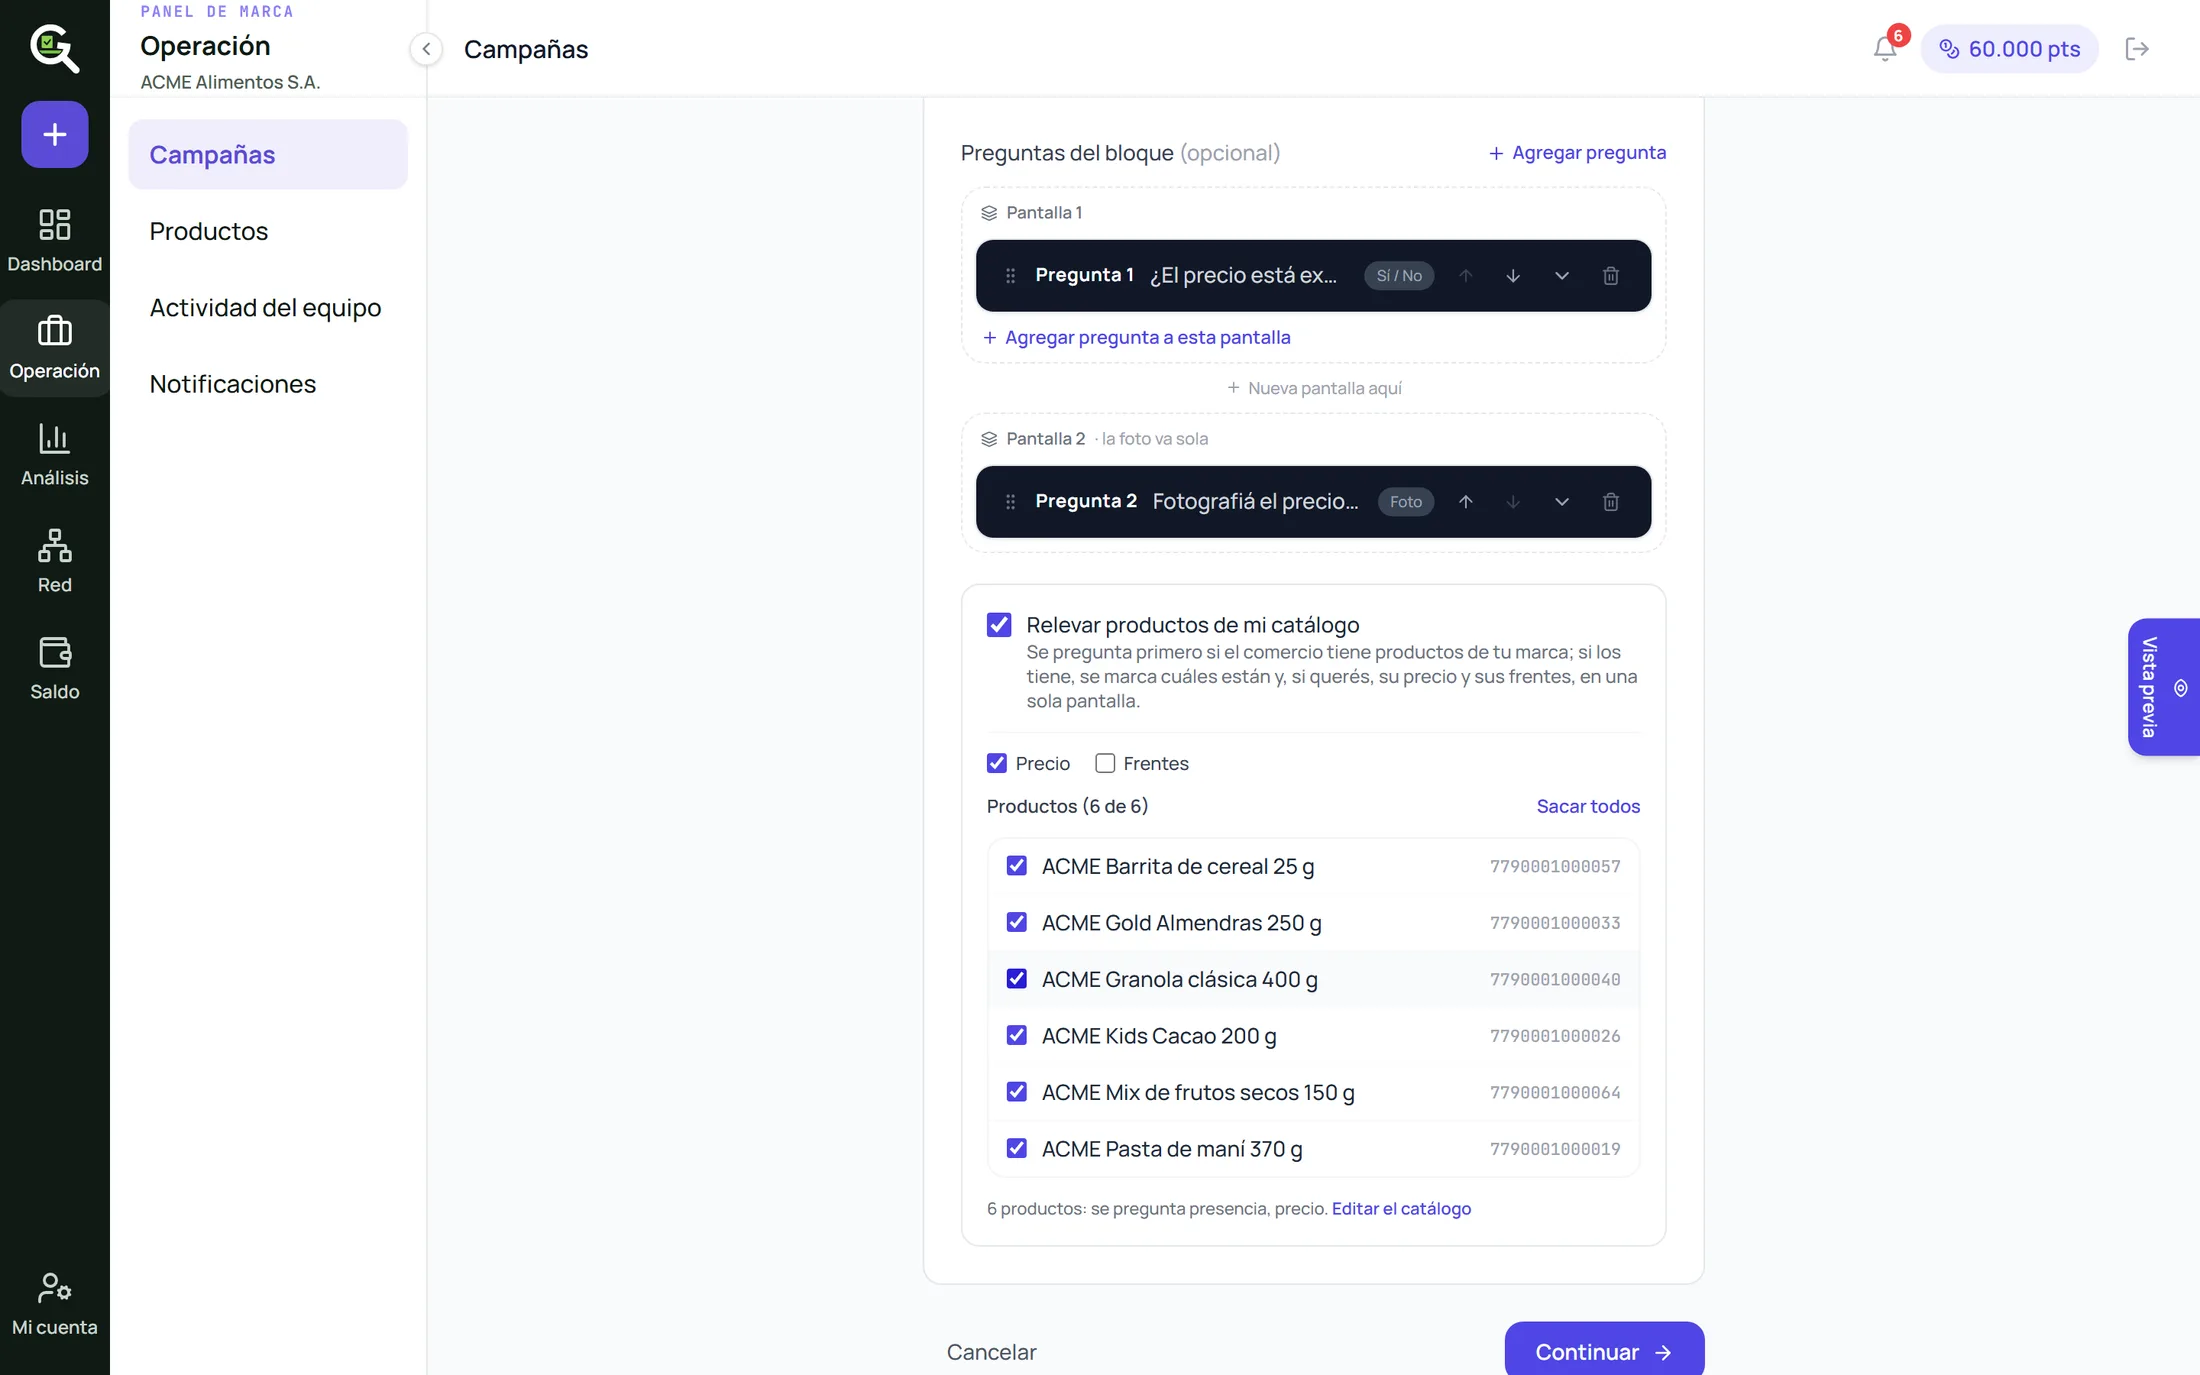 PANEL DE MARCA
Operación
ACME Alimentos S.A.
Campañas
6
60.000 pts
Dashboard
Operación
Análisis
Red
Saldo
Mi cuenta
Campañas
Productos
Actividad del equipo
Notificaciones
Preguntas del bloque (opcional)
+ Agregar pregunta
Pantalla 1
Pregunta 1 ¿El precio está ex... Sí / No
+ Agregar pregunta a esta pantalla
+ Nueva pantalla aquí
Pantalla 2 · la foto va sola
Pregunta 2 Fotografiá el precio... Foto
Relevar productos de mi catálogo
Se pregunta primero si el comercio tiene productos de tu marca; si los
tiene, se marca cuáles están y, si querés, su precio y sus frentes, en una
sola pantalla.
Precio Frentes
Productos (6 de 6) Sacar todos
ACME Barrita de cereal 25 g 7790001000057
ACME Gold Almendras 250 g 7790001000033
ACME Granola clásica 400 g 7790001000040
ACME Kids Cacao 200 g 7790001000026
ACME Mix de frutos secos 150 g 7790001000064
ACME Pasta de maní 370 g 7790001000019
6 productos: se pregunta presencia, precio. Editar el catálogo
Cancelar
Continuar →
Vista previa